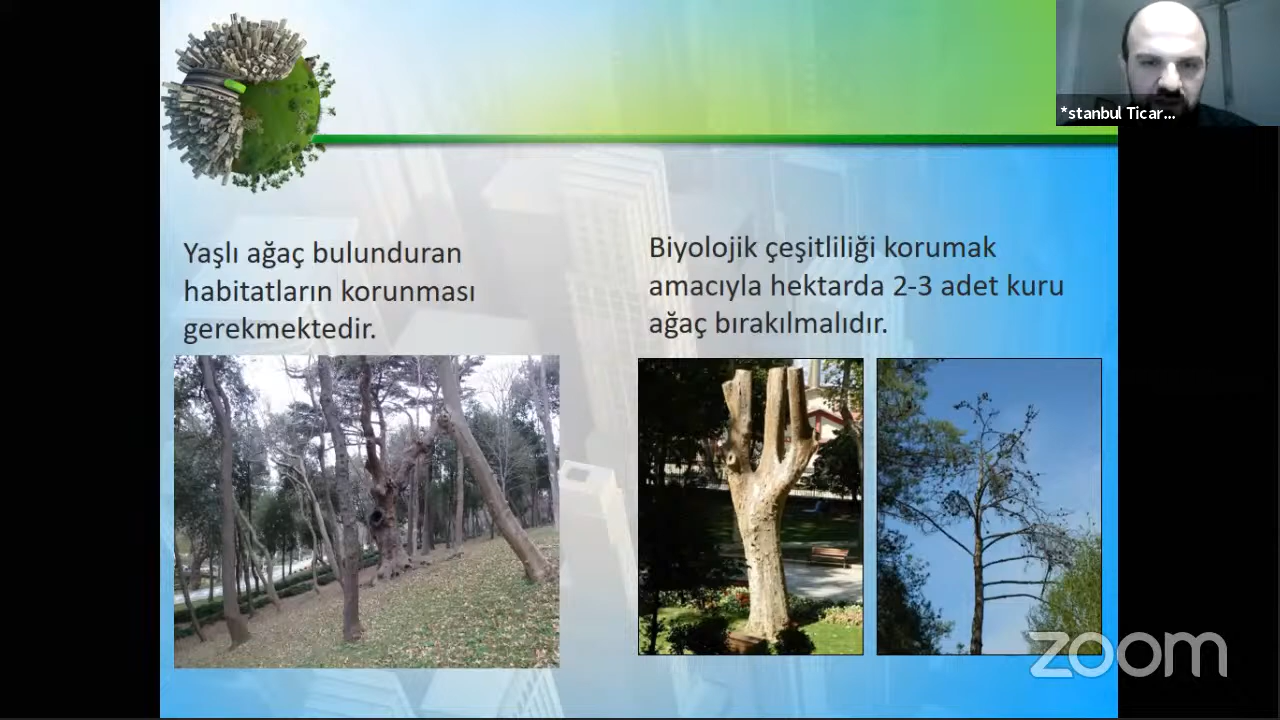 *stanbul Ticar...
Yaşlı ağaç bulunduran
habitatların korunması
gerekmektedir.
Biyolojik çeşitliliği korumak
amacıyla hektarda 2-3 adet kuru
ağaç bırakılmalıdır.
zoom